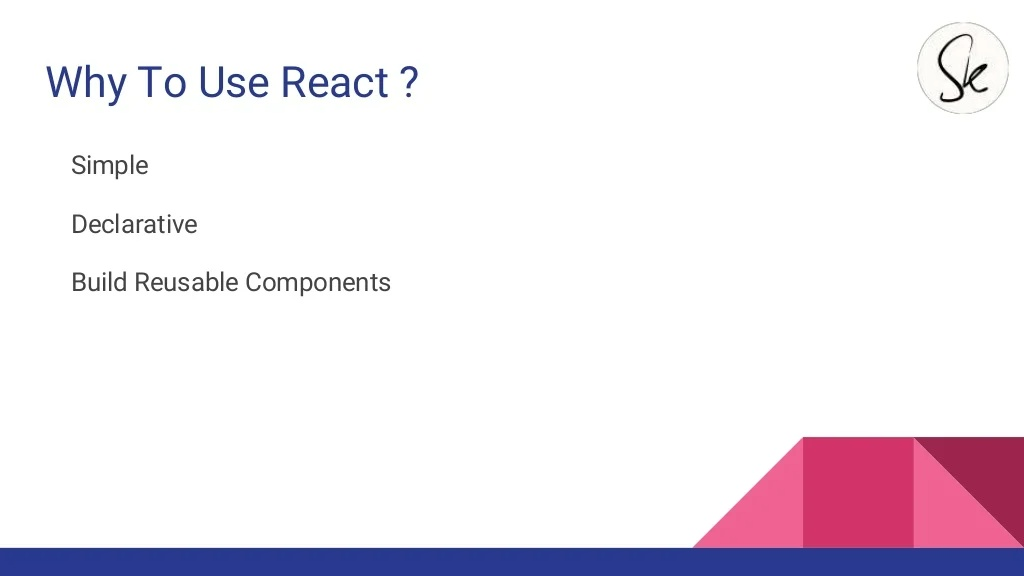 Why To Use React ?
Sk
Simple
Declarative
Build Reusable Components